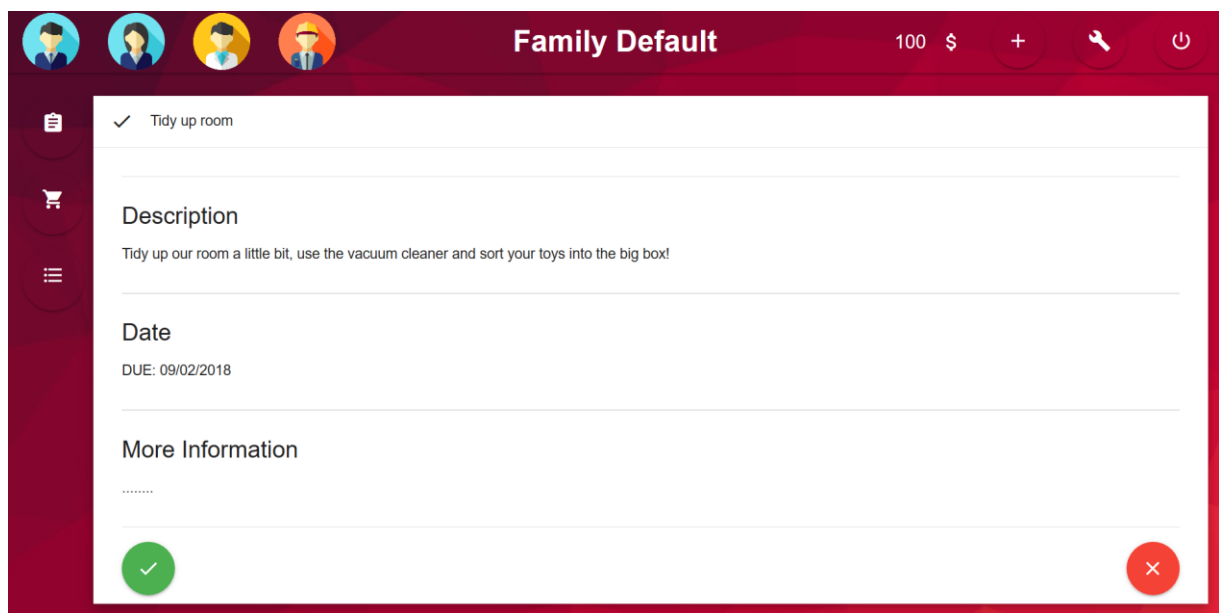 Family Default
100 $
Tidy up room
Description
Tidy up our room a little bit, use the vacuum cleaner and sort your toys into the big box!
Date
DUE: 09/02/2018
More Information
........